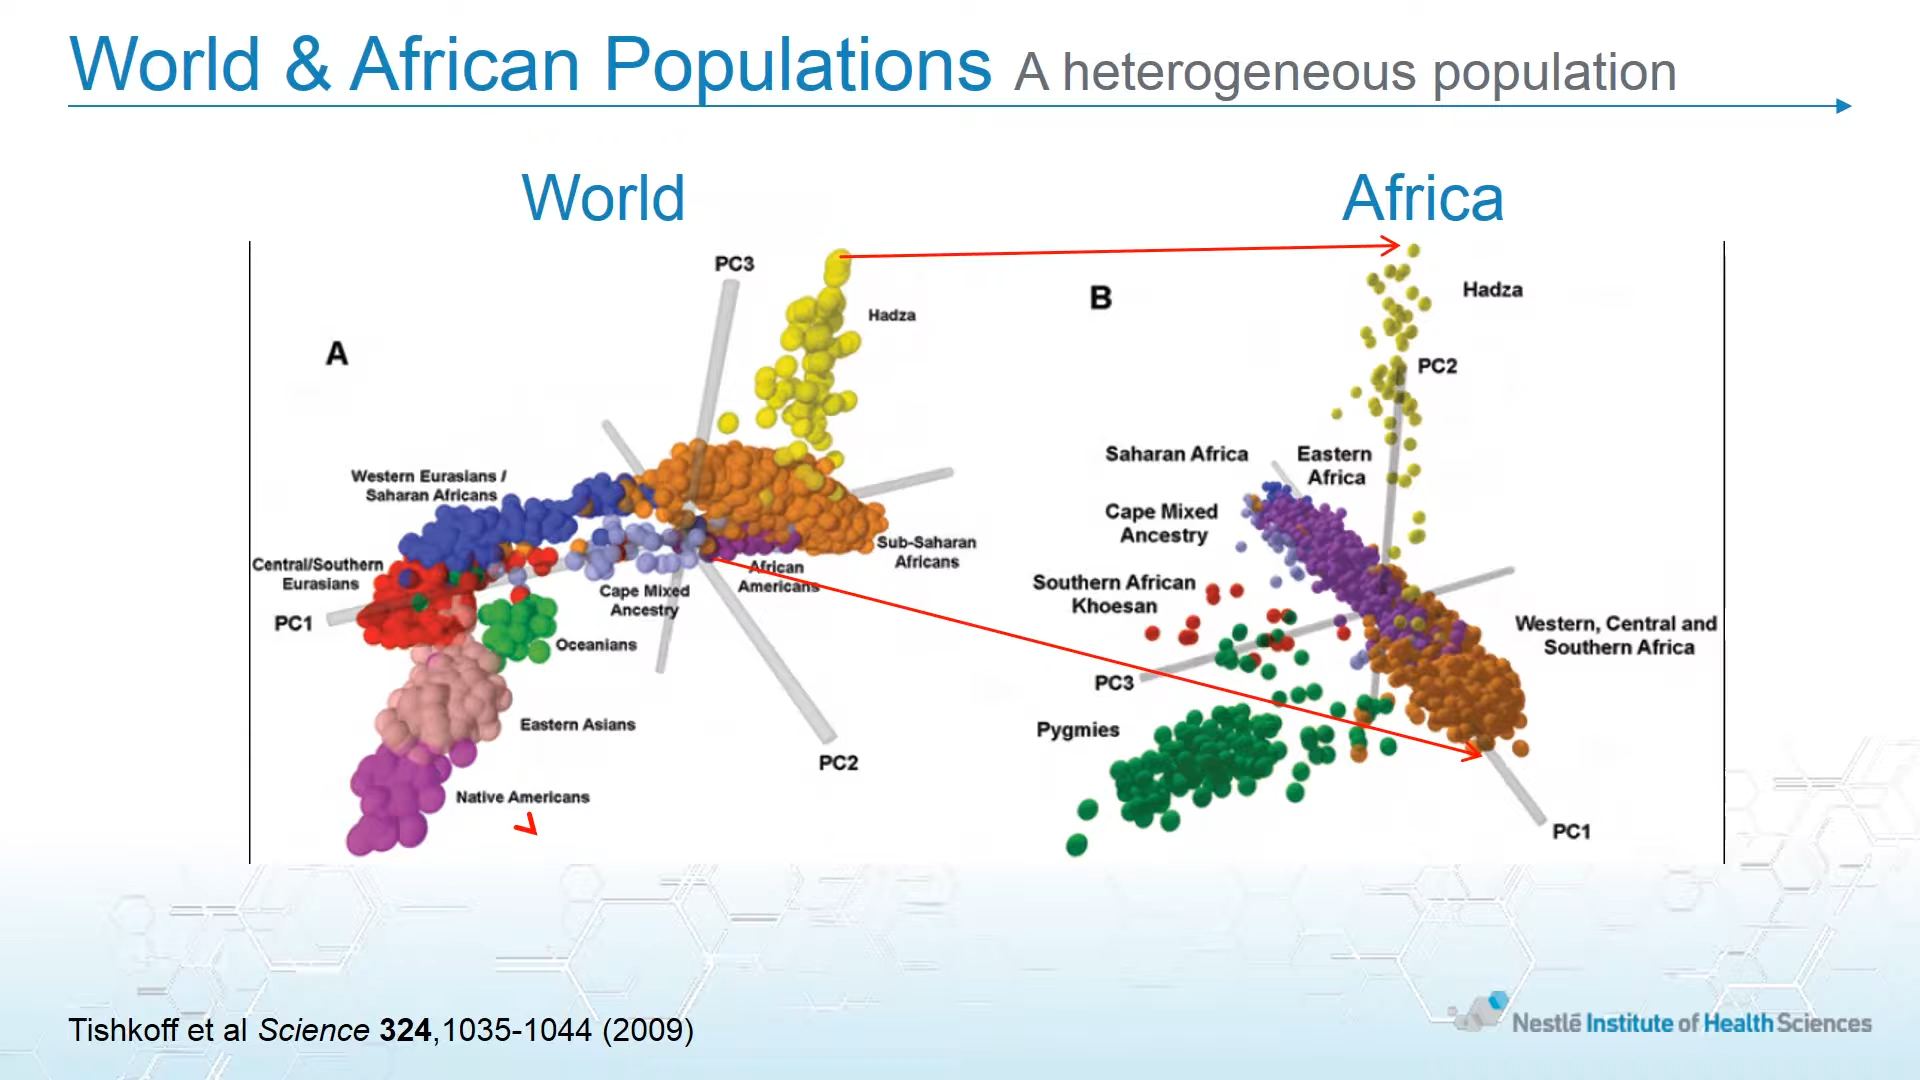 World & African Populations A heterogeneous population
World
Africa
A
PC3
Hadza
Western Eurasians /
Saharan Africans
Central/Southern
Eurasians
PC1
Sub-Saharan
Africans
African
Americans
Cape Mixed
Ancestry
Oceanians
Eastern Asians
PC2
Native Americans
B
Hadza
PC2
Saharan Africa
Eastern
Africa
Cape Mixed
Ancestry
Southern African
Khoesan
Western, Central and
Southern Africa
PC3
Pygmies
PC1
Tishkoff et al Science 324,1035-1044 (2009)
Nestlé Institute of Health Sciences